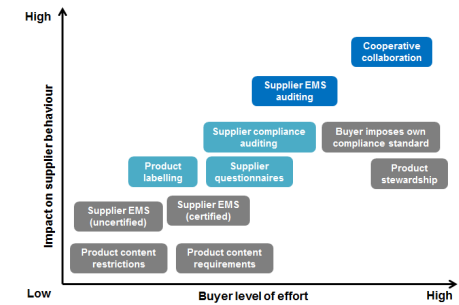 High
Cooperative
collaboration
Supplier EMS
auditing
Supplier compliance
auditing
Buyer imposes own
compliance standard
Product
labelling
Supplier
questionnaires
Product
stewardship
Supplier EMS
(uncertified)
Supplier EMS
(certified)
Product content
restrictions
Product content
requirements
Impact on supplier behaviour
Low
Buyer level of effort
High